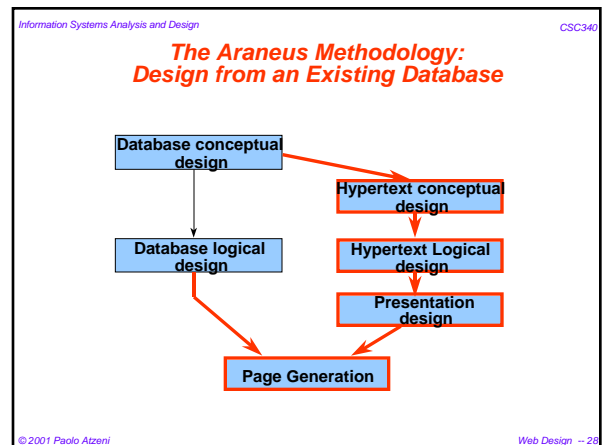 Information Systems Analysis and Design
CSC340
The Araneus Methodology:
Design from an Existing Database
Database conceptual
design
Hypertext conceptual
design
Database logical
design
Hypertext Logical
design
Presentation
design
Page Generation
© 2001 Paolo Atzeni
Web Design -- 28